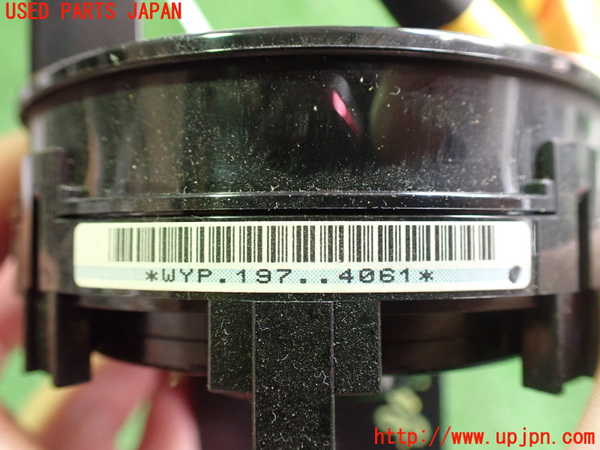 USED PARTS JAPAN
*WYP.197..4061*
http://www.upjpn.com/